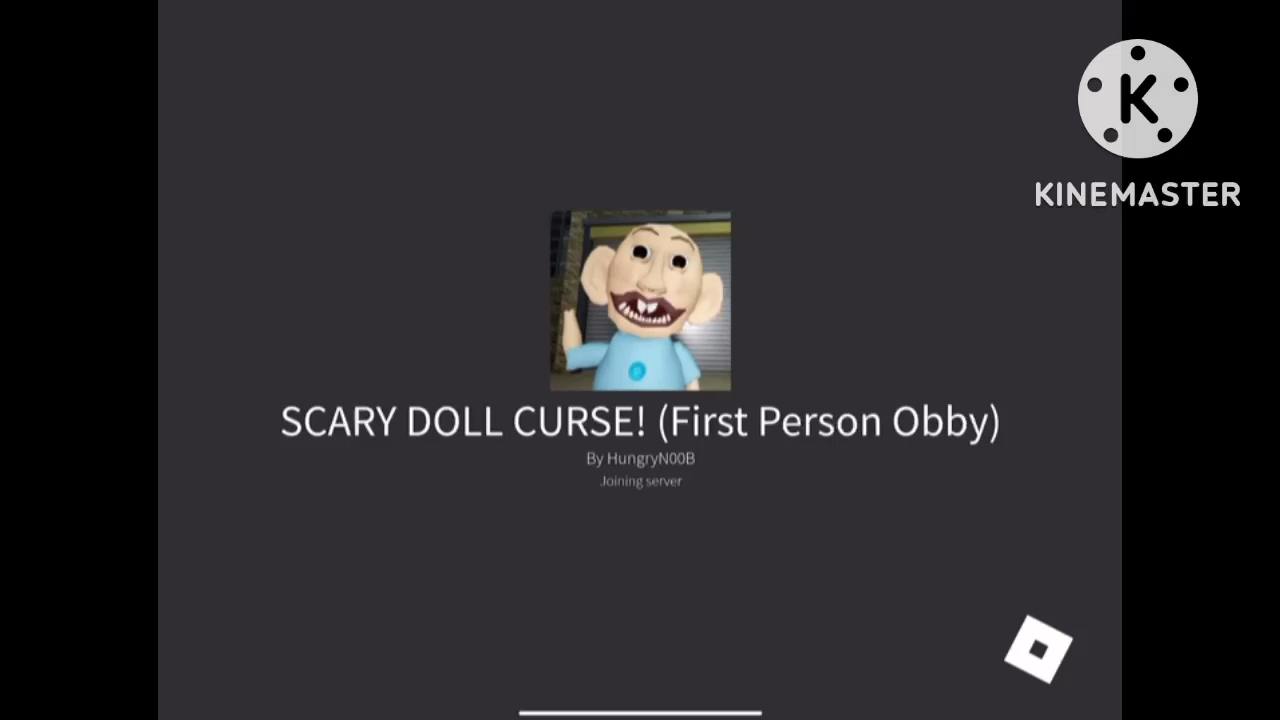 K
KINEMASTER
SCARY DOLL CURSE! (First Person Obby)
By HungryN00B
Joining server